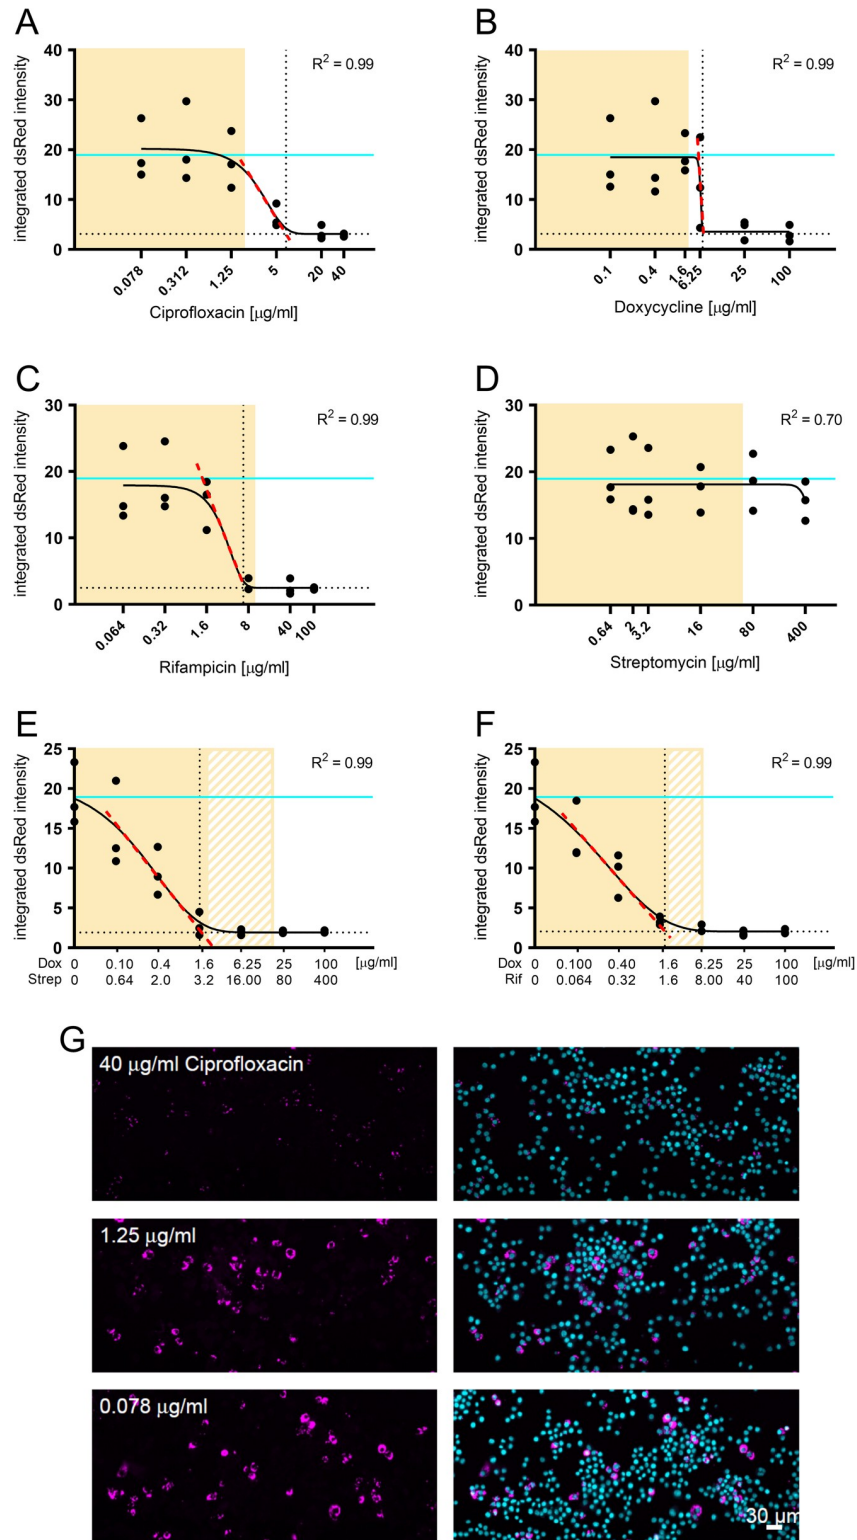 A
B
integrated dsRed intensity
40
30
20
10
0
R² = 0.99
0.078
0.312
1.25
5
20
40
Ciprofloxacin [µg/ml]
integrated dsRed intensity
40
30
20
10
0
R² = 0.99
0.1
0.4
1.6
6.25
25
100
Doxycycline [µg/ml]
C
D
integrated dsRed intensity
30
20
10
0
R² = 0.99
0.064
0.32
1.6
8
40
100
Rifampicin [µg/ml]
integrated dsRed intensity
30
20
10
0
R² = 0.70
0.64
2
3.2
16
80
400
Streptomycin [µg/ml]
E
F
integrated dsRed intensity
25
20
15
10
5
0
R² = 0.99
Dox 0 0.10 0.4 1.6 6.25 25 100 [µg/ml]
Strep 0 0.64 2.0 3.2 16.00 80 400
integrated dsRed intensity
25
20
15
10
5
0
R² = 0.99
Dox 0 0.100 0.40 1.6 6.25 25 100 [µg/ml]
Rif 0 0.064 0.32 1.6 8.00 40 100
G
40 µg/ml Ciprofloxacin
1.25 µg/ml
0.078 µg/ml
30 µm